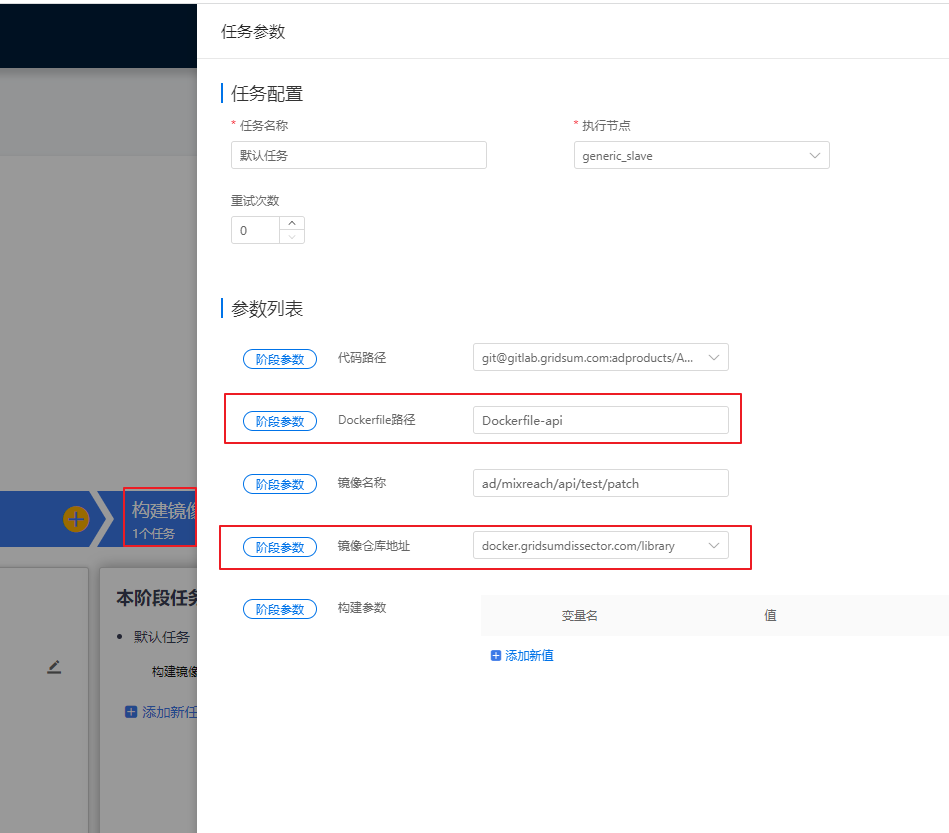 任务参数
任务配置
* 任务名称
* 执行节点
默认任务
generic_slave
重试次数
0
参数列表
阶段参数 代码路径 git@gitlab.gridsum.com:adproducts/A...
阶段参数 Dockerfile路径 Dockerfile-api
阶段参数 镜像名称 ad/mixreach/api/test/patch
阶段参数 镜像仓库地址 docker.gridsumdissector.com/library
阶段参数 构建参数 变量名 值
添加新值
构建镜像
1个任务
本阶段任务
默认任务
构建镜像
添加新任